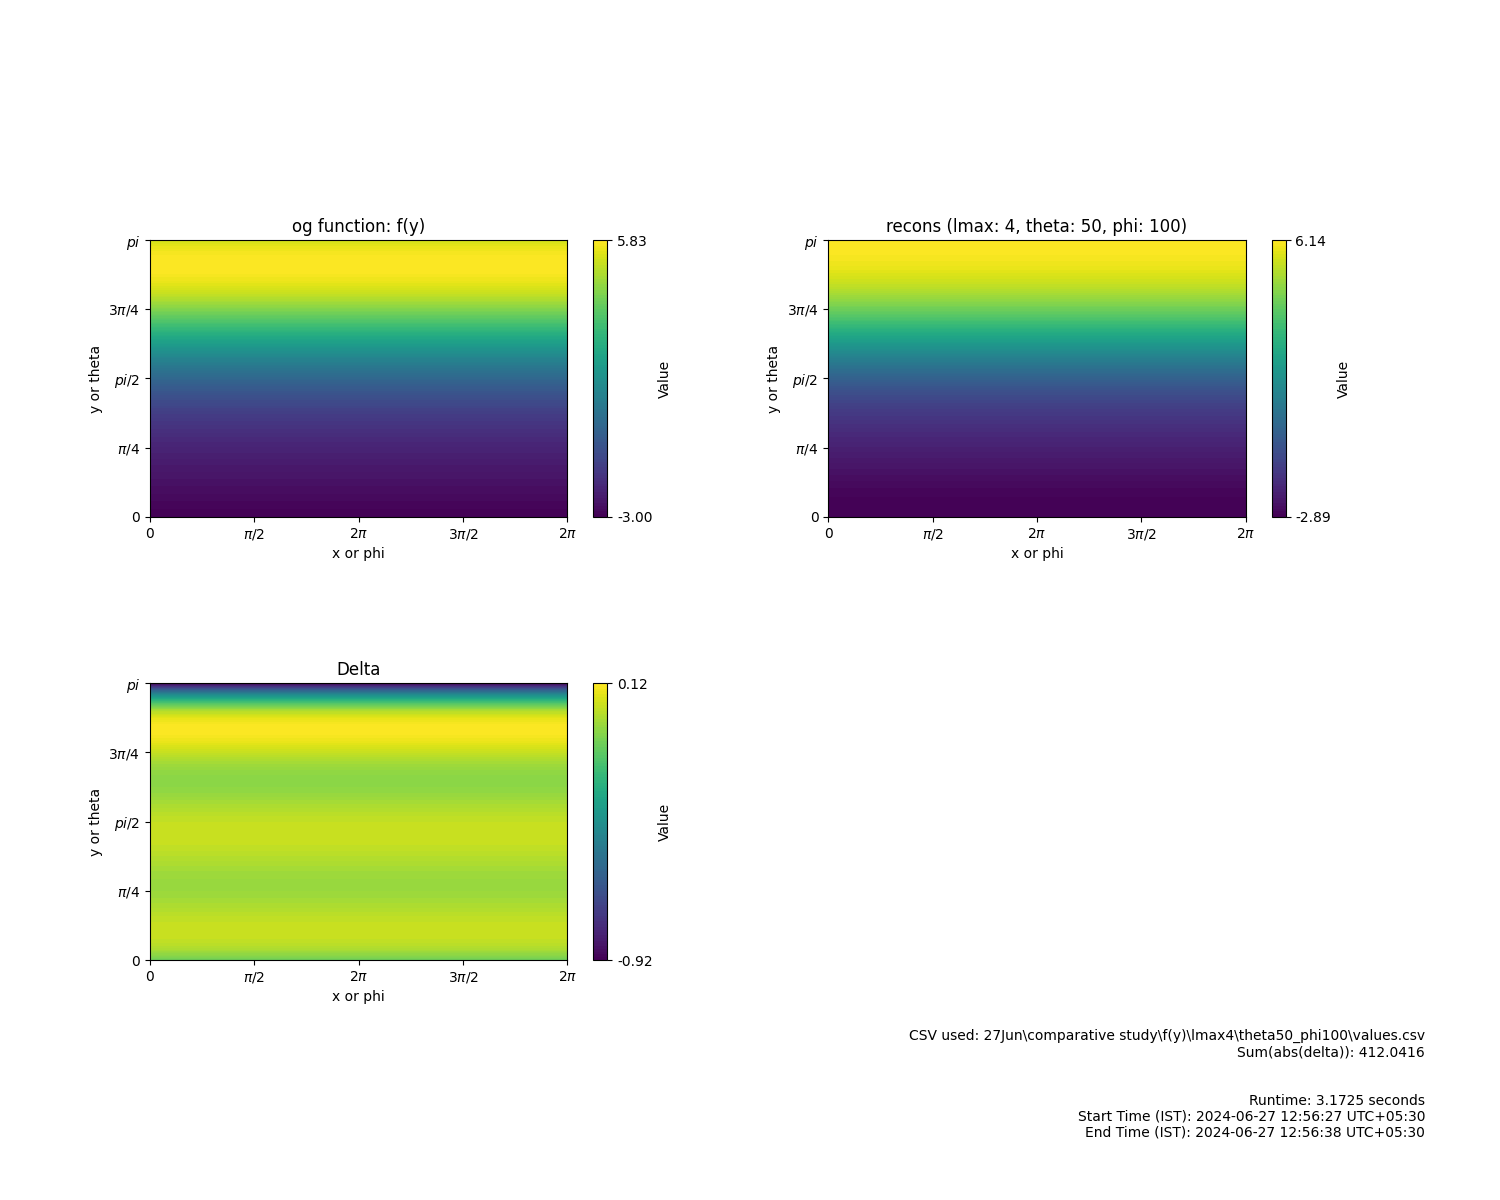 og function: f(y)
5.83
pi
3π/4
pi/2
π/4
0
y or theta
0
π/2
2π
3π/2
2π
x or phi
-3.00
Value
recons (lmax: 4, theta: 50, phi: 100)
6.14
pi
3π/4
pi/2
π/4
0
y or theta
0
π/2
2π
3π/2
2π
x or phi
-2.89
Value
Delta
0.12
pi
3π/4
pi/2
π/4
0
y or theta
0
π/2
2π
3π/2
2π
x or phi
-0.92
Value
CSV used: 27Jun\comparative study\f(y)\lmax4\theta50_phi100\values.csv
Sum(abs(delta)): 412.0416
Runtime: 3.1725 seconds
Start Time (IST): 2024-06-27 12:56:27 UTC+05:30
End Time (IST): 2024-06-27 12:56:38 UTC+05:30